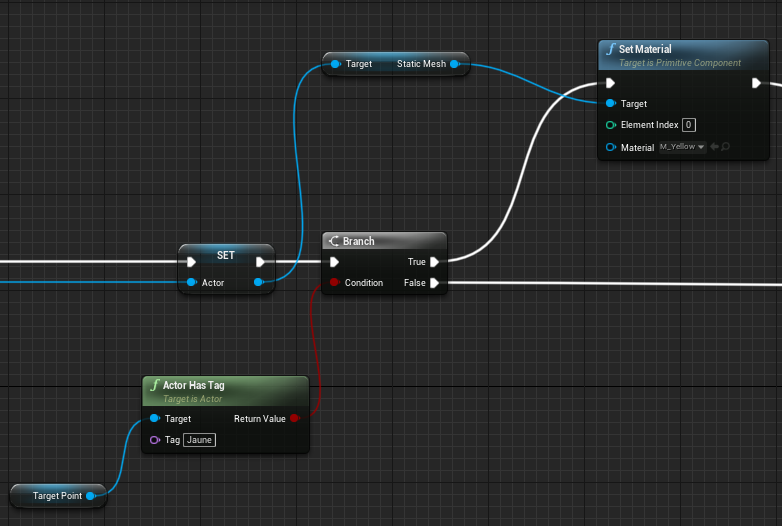 Set Material
Target is Primitive Component
Target Static Mesh
Target
Element Index 0
Material M_Yellow
SET
Actor
Branch
True
Condition False
Actor Has Tag
Target is Actor
Target Return Value
Tag Jaune
Target Point